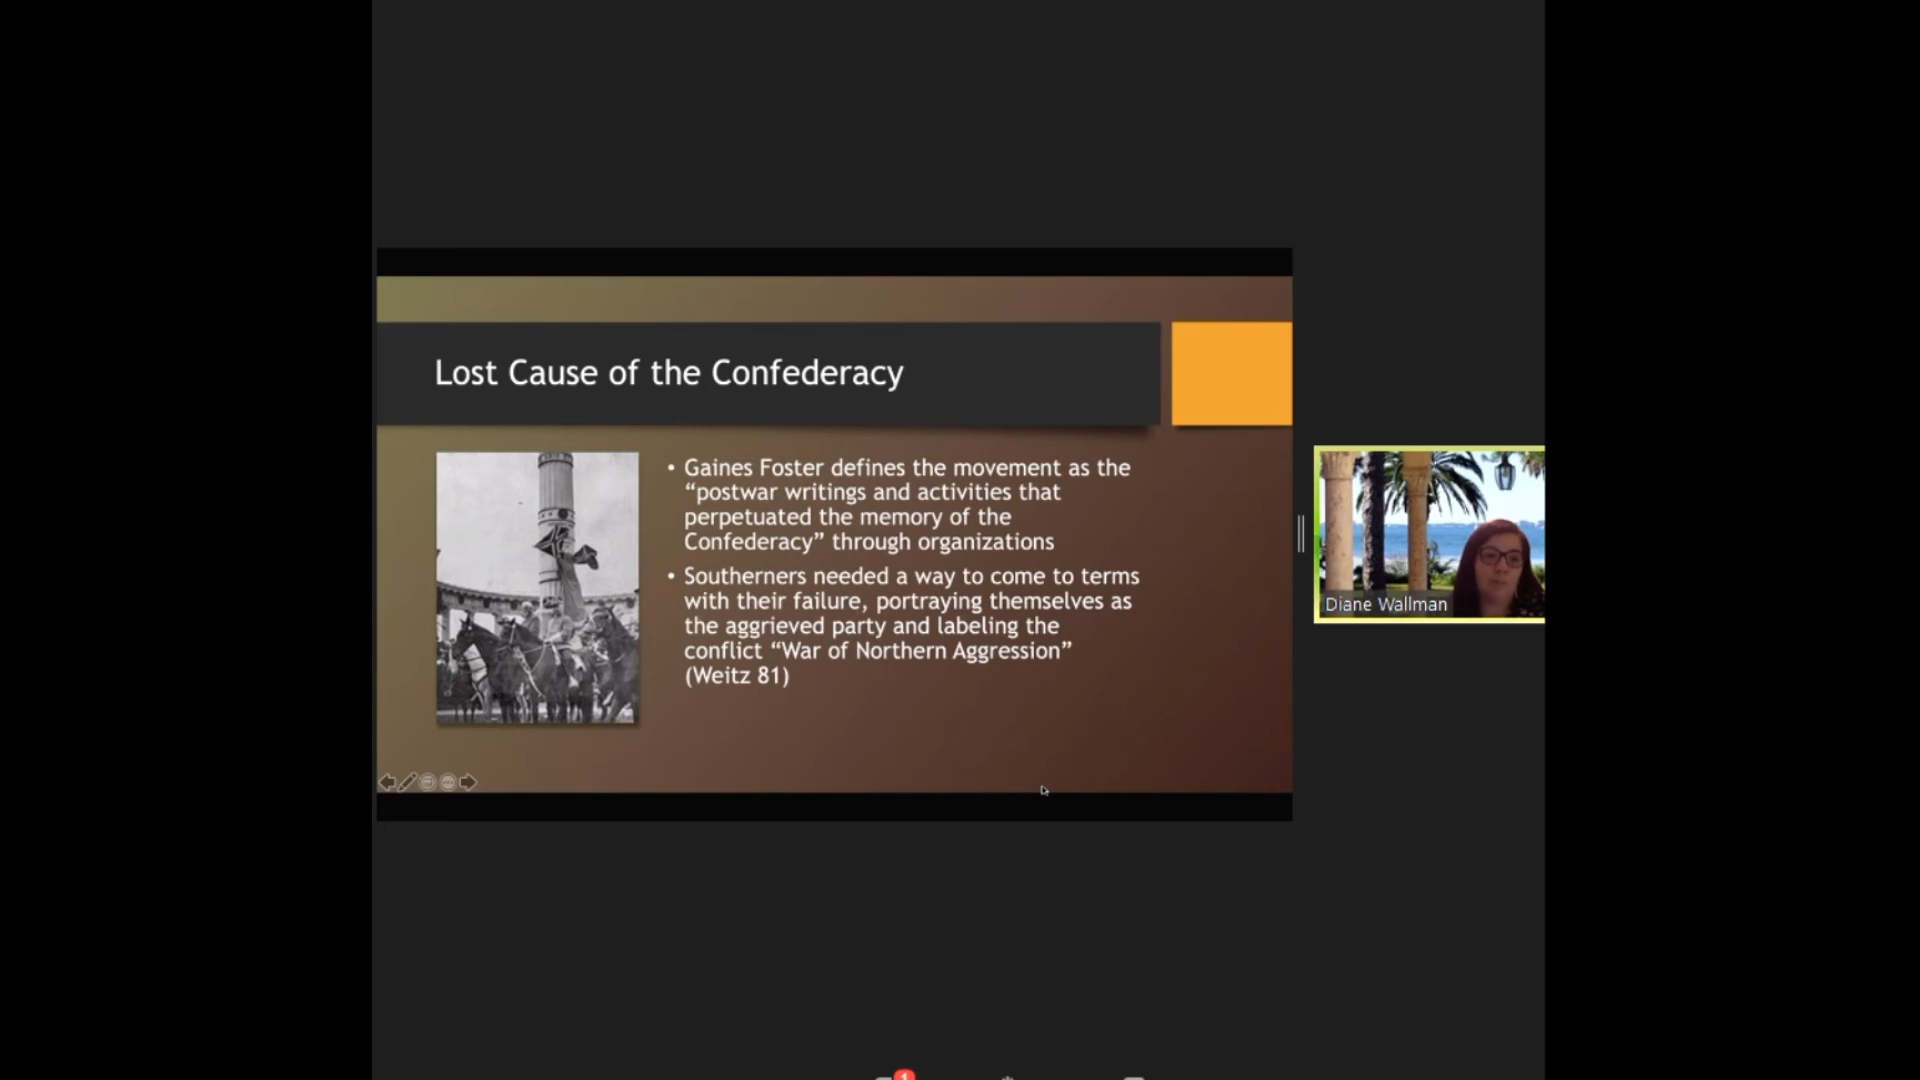 Lost Cause of the Confederacy
• Gaines Foster defines the movement as the
“postwar writings and activities that
perpetuated the memory of the
Confederacy” through organizations
• Southerners needed a way to come to terms
with their failure, portraying themselves as
the aggrieved party and labeling the
conflict “War of Northern Aggression”
(Weitz 81)
Diane Wallman
1